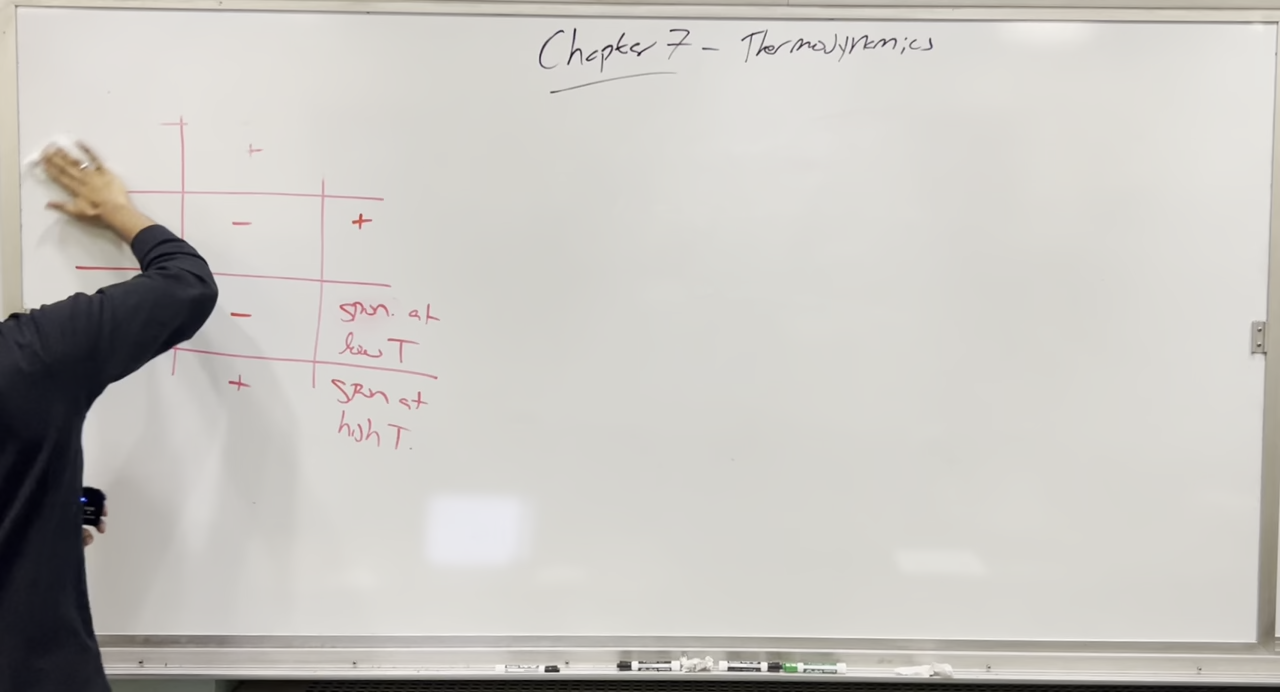 Chapter 7 - Thermodynamics
+
- +
- spon. at
low T
+ spon at
high T.